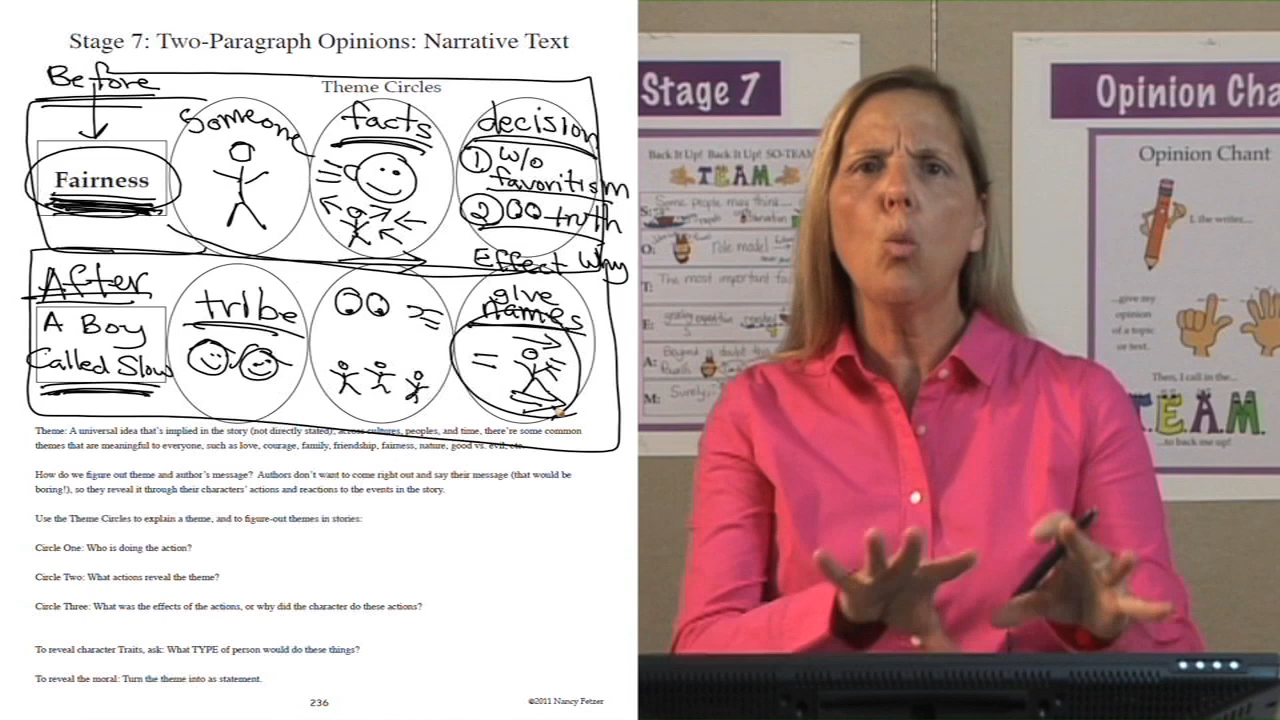 Stage 7: Two-Paragraph Opinions: Narrative Text
Before
Theme Circles
Fairness
Someone
facts
decision
① w/o
favoritism
② truth
Effect Why
After
A Boy
Called Slow
tribe
give
names
Theme: A universal idea that's implied in the story (not directly stated), across cultures, peoples, and time, there're some common
themes that are meaningful to everyone, such as love, courage, family, friendship, fairness, nature, good vs. evil, etc.
How do we figure out theme and author's message? Authors don't want to come right out and say their message (that would be
boring!), so they reveal it through their characters' actions and reactions to the events in the story.
Use the Theme Circles to explain a theme, and to figure-out themes in stories:
Circle One: Who is doing the action?
Circle Two: What actions reveal the theme?
Circle Three: What was the effects of the actions, or why did the character do these actions?
To reveal character Traits, ask: What TYPE of person would do these things?
To reveal the moral: Turn the theme into as statement.
236
©2011 Nancy Fetzer
Stage 7
Back It Up! Back It Up! SO-TEAM
TEAM
S: Some people may think...
O: role model
T: The most important fac
E:
A: Beyond a doubt
M: Surely,
Opinion Cha
Opinion Chant
I, the writer...
...give my
opinion
of a topic
or text.
Then, I call in the...
T.E.A.M.
...to back me up!